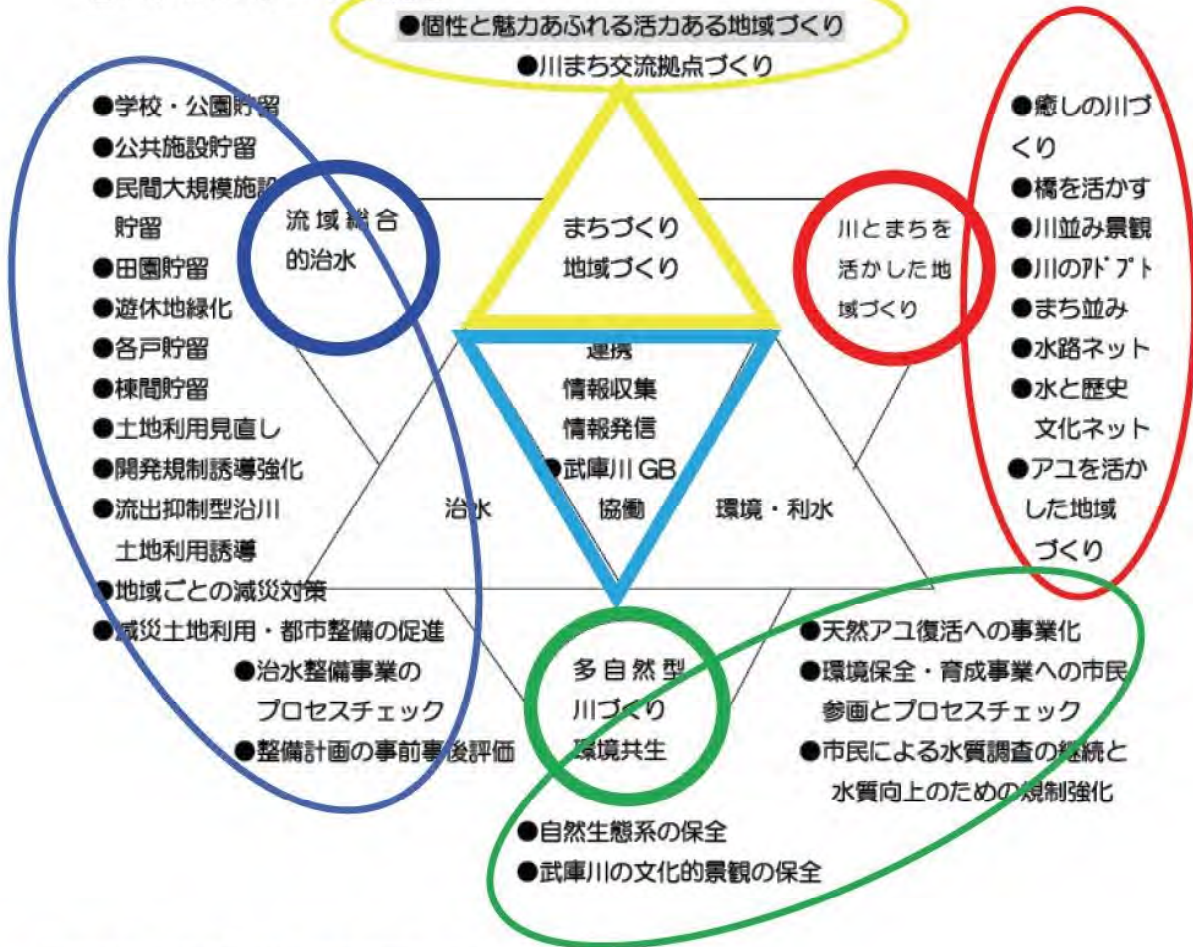 ●個性と魅力あふれる活力ある地域づくり
●川まち交流拠点づくり
●学校・公園貯留
●公共施設貯留
●民間大規模施設
貯留
●田園貯留
●遊休地緑化
●各戸貯留
●棟間貯留
●土地利用見直し
●開発規制誘導強化
●流出抑制型沿川
土地利用誘導
●地域ごとの減災対策
●減災土地利用・都市整備の促進
●治水整備事業の
プロセスチェック
●整備計画の事前事後評価
流域総合
的治水
まちづくり
地域づくり
川とまちを
活かした地
域づくり
連携
情報収集
情報発信
●武庫川GB
協働
治水
環境・利水
●癒しの川づ
くり
●橋を活かす
●川並み景観
●川のｱﾄﾞﾌﾟﾄ
●まち並み
●水路ネット
●水と歴史
文化ネット
●アユを活か
した地域
づくり
多自然型
川づくり
環境共生
●天然アユ復活への事業化
●環境保全・育成事業への市民
参画とプロセスチェック
●市民による水質調査の継続と
水質向上のための規制強化
●自然生態系の保全
●武庫川の文化的景観の保全